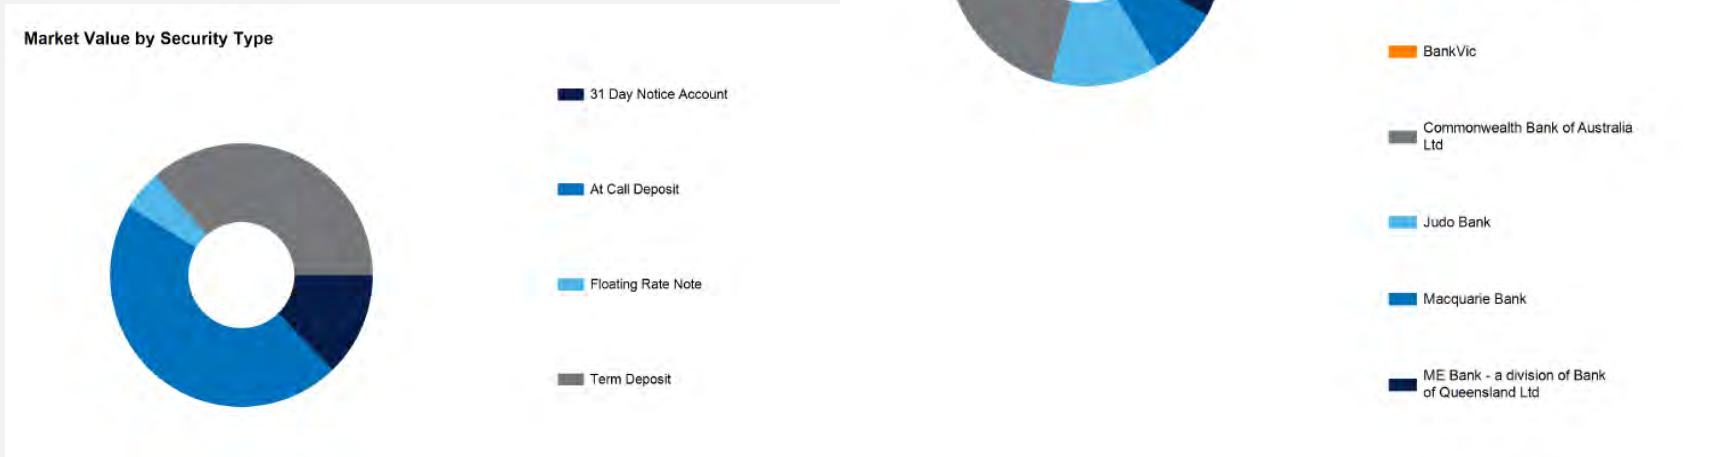 Market Value by Security Type
31 Day Notice Account
At Call Deposit
Floating Rate Note
Term Deposit
BankVic
Commonwealth Bank of Australia
Ltd
Judo Bank
Macquarie Bank
ME Bank - a division of Bank
of Queensland Ltd